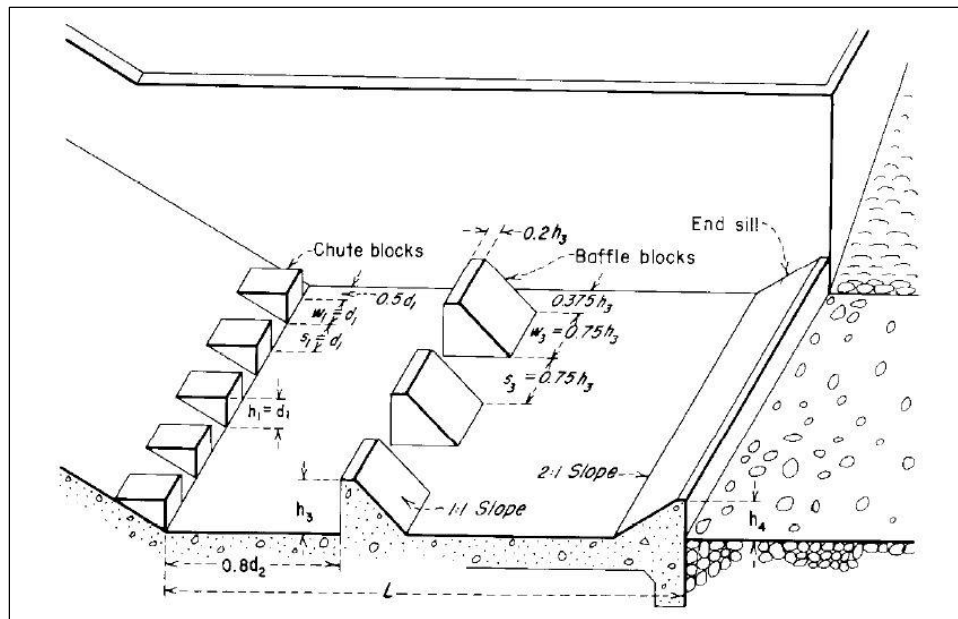 0.2h₃
End sill
Chute blocks
Baffle blocks
0.5d₁
0.375h₃
w₁ = d₁
w₃ = 0.75h₃
s₁ = d₁
s₃ = 0.75h₃
h₁ = d₁
2:1 Slope
1:1 Slope
h₃
h₄
0.8d₂
L